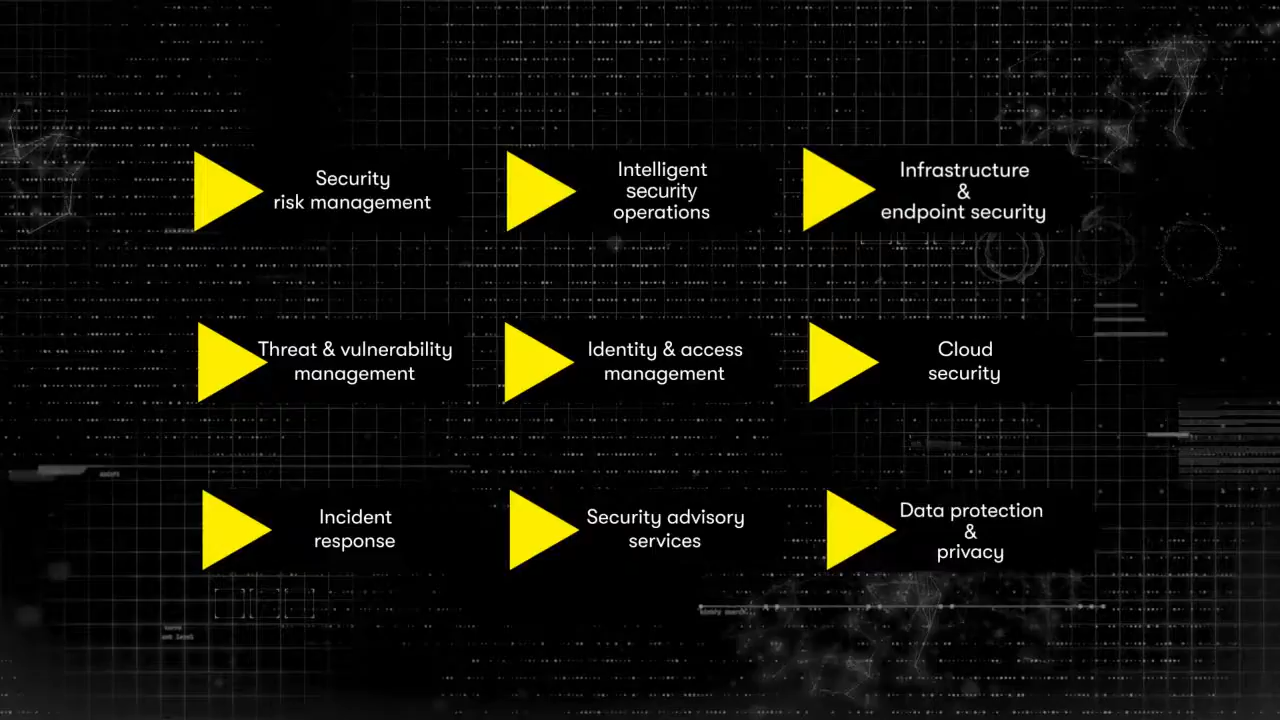 Security
risk management
Intelligent
security
operations
Infrastructure
&
endpoint security
Threat & vulnerability
management
Identity & access
management
Cloud
security
Incident
response
Security advisory
services
Data protection
&
privacy